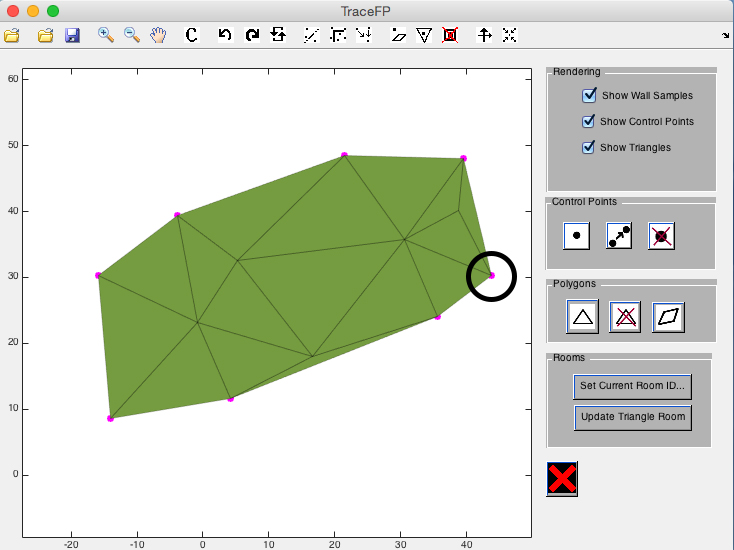 TraceFP
C
Rendering
Show Wall Samples
Show Control Points
Show Triangles
Control Points
Polygons
Rooms
Set Current Room ID...
Update Triangle Room
60
50
40
30
20
10
0
-20
-10
0
10
20
30
40